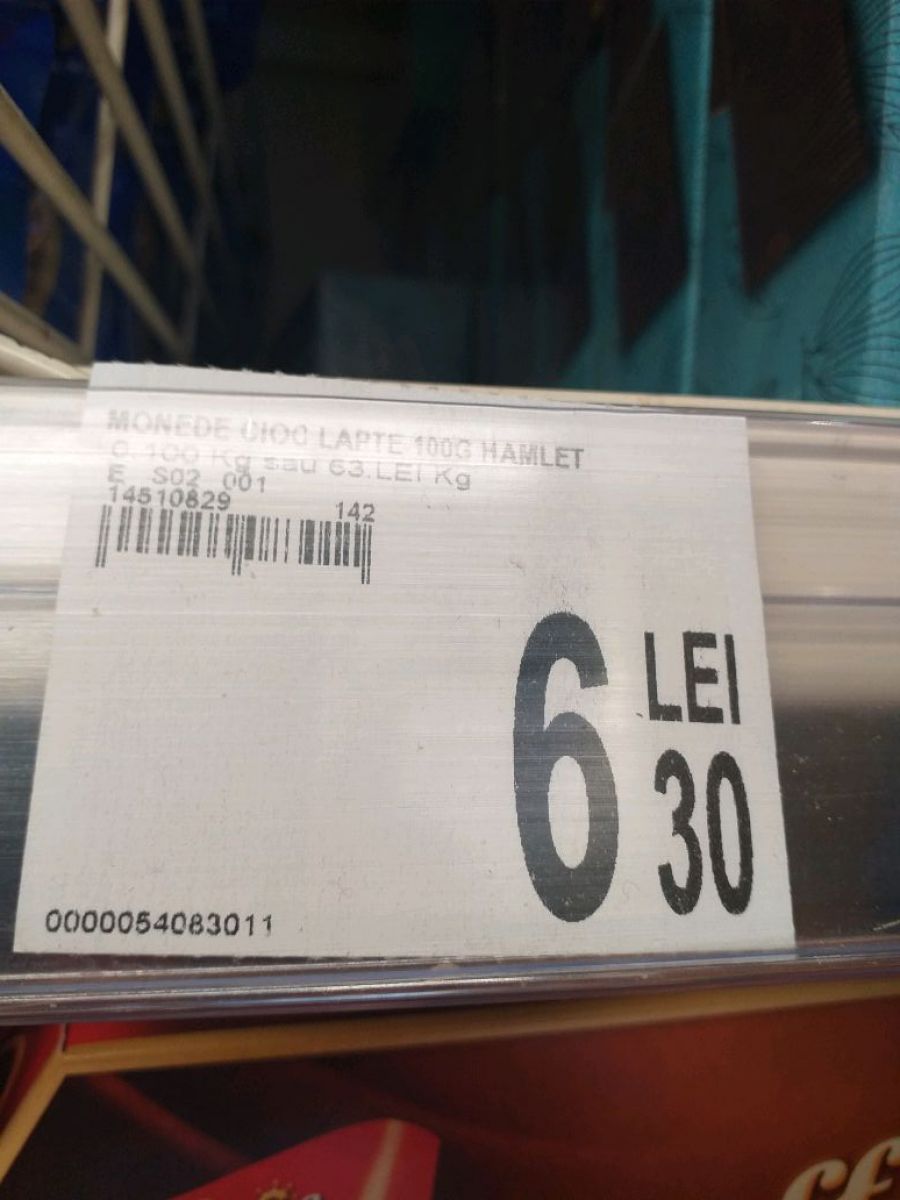 MONEDE CIOC LAPTE 100G HAMLET
0.100 Kg sau 63.LEI Kg
E S02 001
14510829 142
6 LEI
30
0000054083011